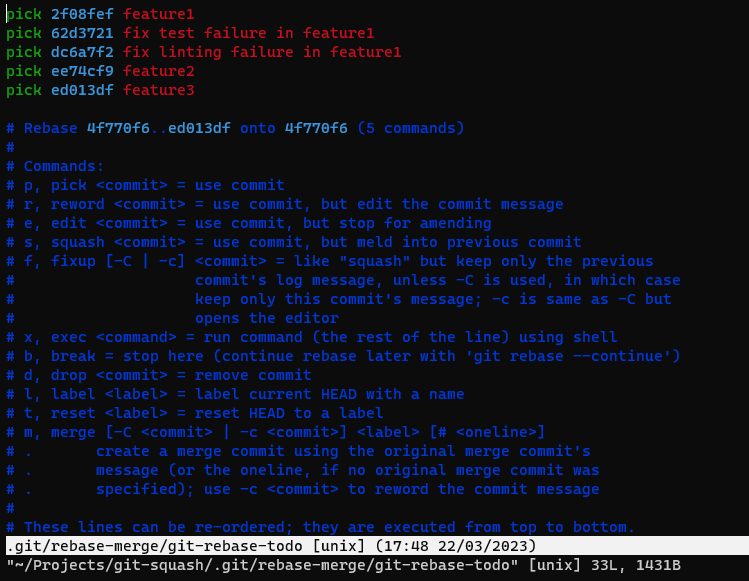 pick 2f08fef feature1
pick 62d3721 fix test failure in feature1
pick dc6a7f2 fix linting failure in feature1
pick ee74cf9 feature2
pick ed013df feature3

# Rebase 4f770f6..ed013df onto 4f770f6 (5 commands)
#
# Commands:
# p, pick <commit> = use commit
# r, reword <commit> = use commit, but edit the commit message
# e, edit <commit> = use commit, but stop for amending
# s, squash <commit> = use commit, but meld into previous commit
# f, fixup [-C | -c] <commit> = like "squash" but keep only the previous
#                    commit's log message, unless -C is used, in which case
#                    keep only this commit's message; -c is same as -C but
#                    opens the editor
# x, exec <command> = run command (the rest of the line) using shell
# b, break = stop here (continue rebase later with 'git rebase --continue')
# d, drop <commit> = remove commit
# l, label <label> = label current HEAD with a name
# t, reset <label> = reset HEAD to a label
# m, merge [-C <commit> | -c <commit>] <label> [# <oneline>]
# .       create a merge commit using the original merge commit's
# .       message (or the oneline, if no original merge commit was
# .       specified); use -c <commit> to reword the commit message
#
# These lines can be re-ordered; they are executed from top to bottom.
.git/rebase-merge/git-rebase-todo [unix] (17:48 22/03/2023)
"~/Projects/git-squash/.git/rebase-merge/git-rebase-todo" [unix] 33L, 1431B